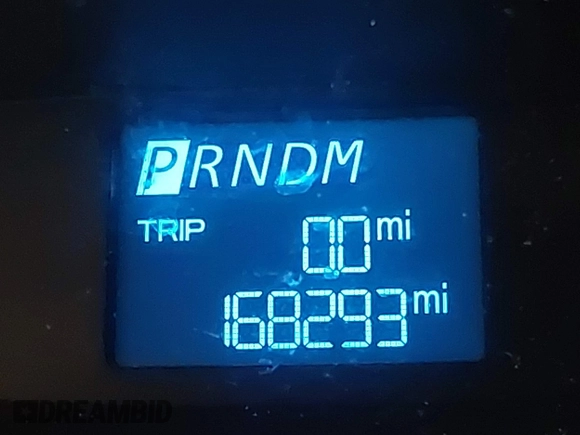 PRNDM
TRIP 0.0 mi
168293 mi
DREAMBID